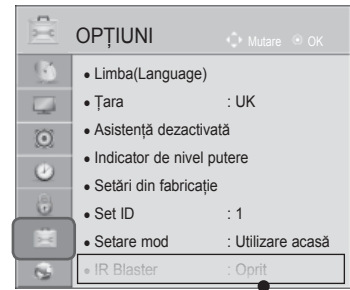 OPȚIUNI
Mutare OK
• Limba(Language)
• Țara : UK
• Asistență dezactivată
• Indicator de nivel putere
• Setări din fabricație
• Set ID : 1
• Setare mod : Utilizare acasă
• IR Blaster : Oprit